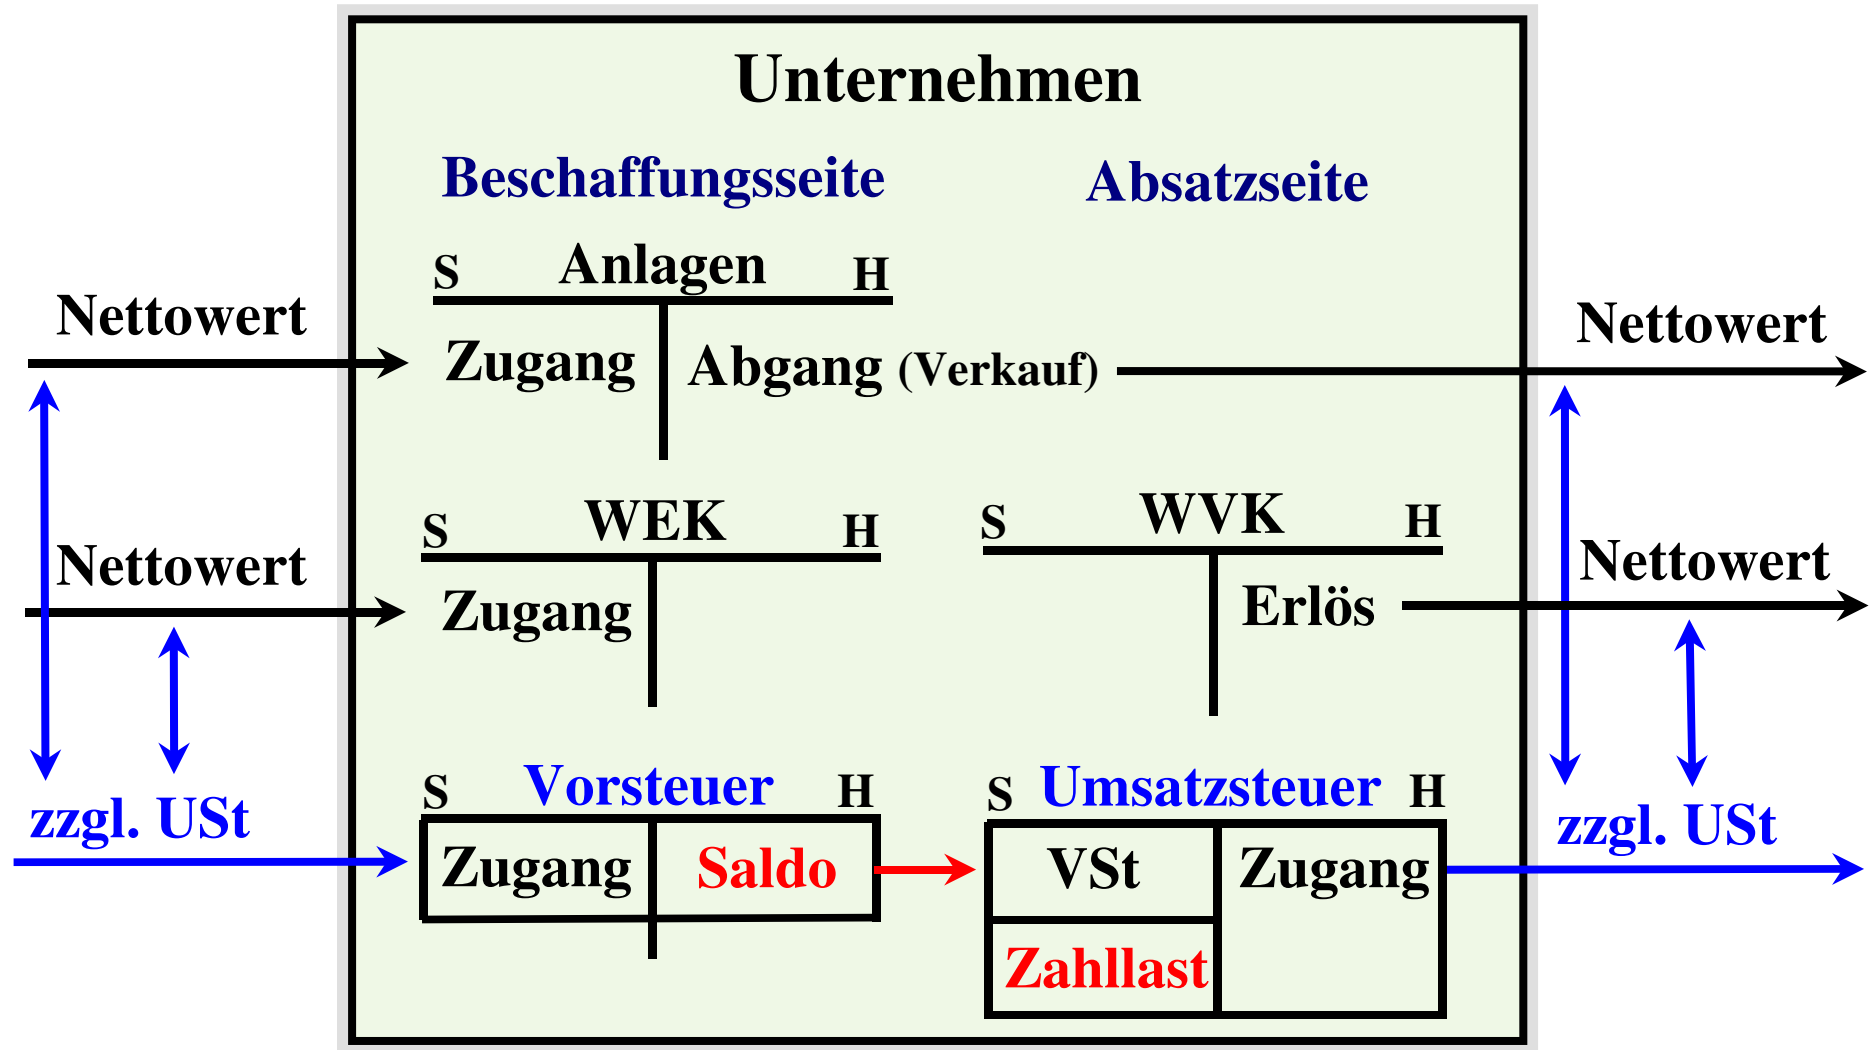 Unternehmen
Beschaffungsseite Absatzseite
S Anlagen H
Nettowert Zugang Abgang (Verkauf) Nettowert
S WEK H S WVK H
Nettowert Zugang Erlös Nettowert
S Vorsteuer H S Umsatzsteuer H
zzgl. USt Zugang Saldo VSt Zugang zzgl. USt
Zahllast